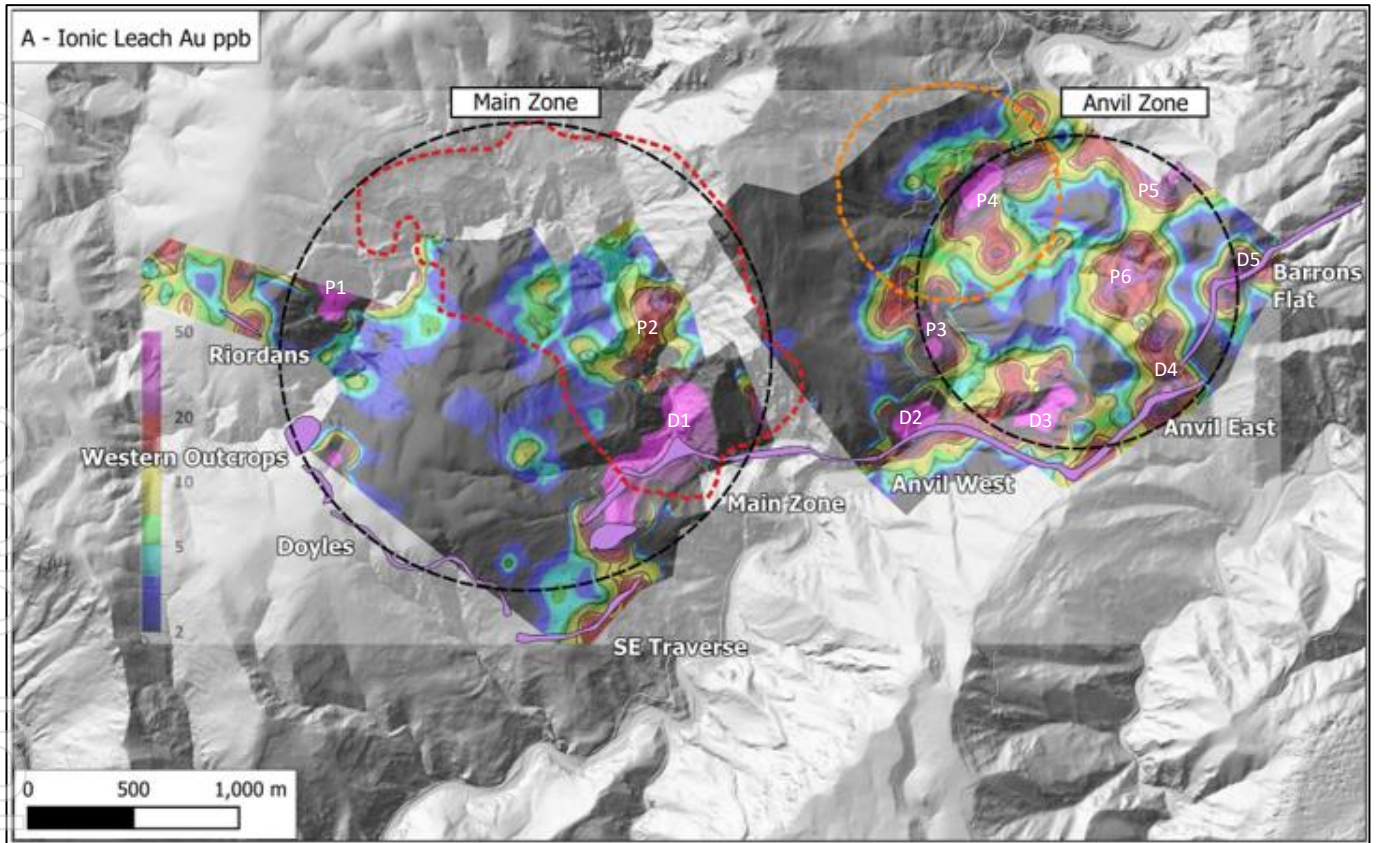 A - Ionic Leach Au ppb
Main Zone
Anvil Zone
P5
P4
D5
P6
Barrons
Flat
P1
P2
50
P3
Riordans
D4
20
D1
D2
D3
Anvil East
Western Outcrops
10
Anvil West
Main Zone
5
Doyles
2
SE Traverse
0 500 1,000 m